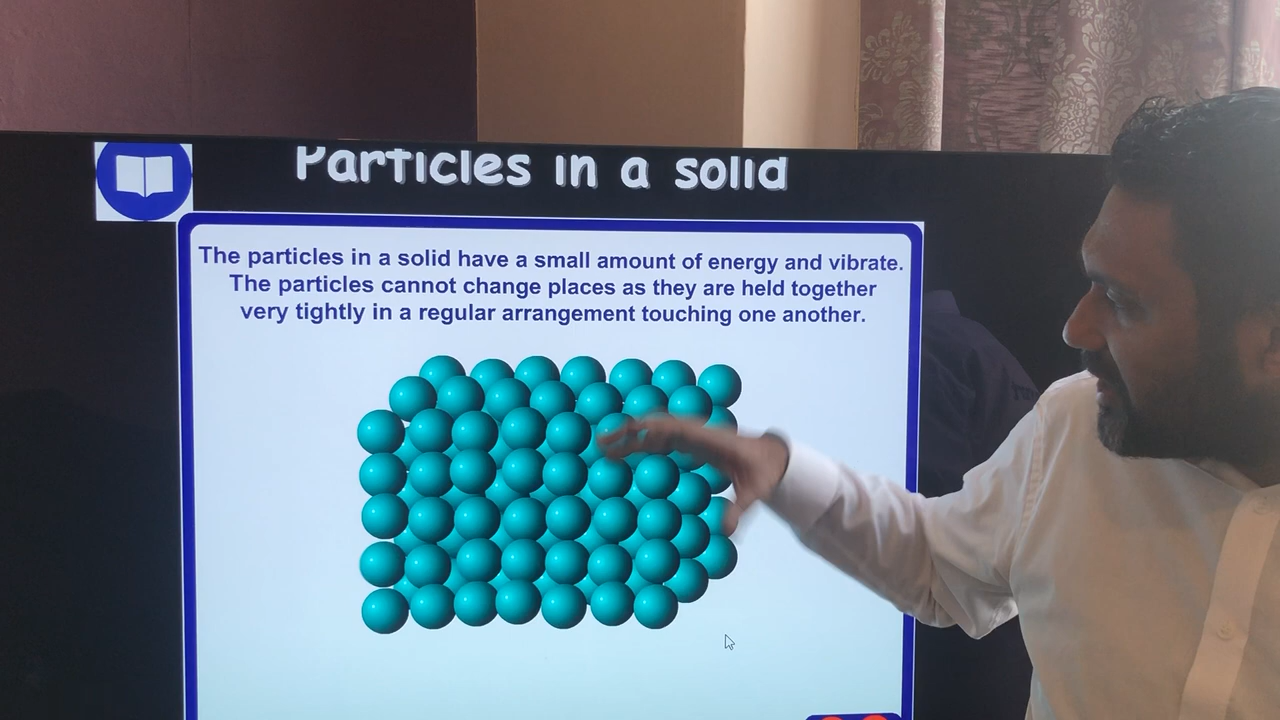 Particles in a solid
The particles in a solid have a small amount of energy and vibrate.
The particles cannot change places as they are held together
very tightly in a regular arrangement touching one another.